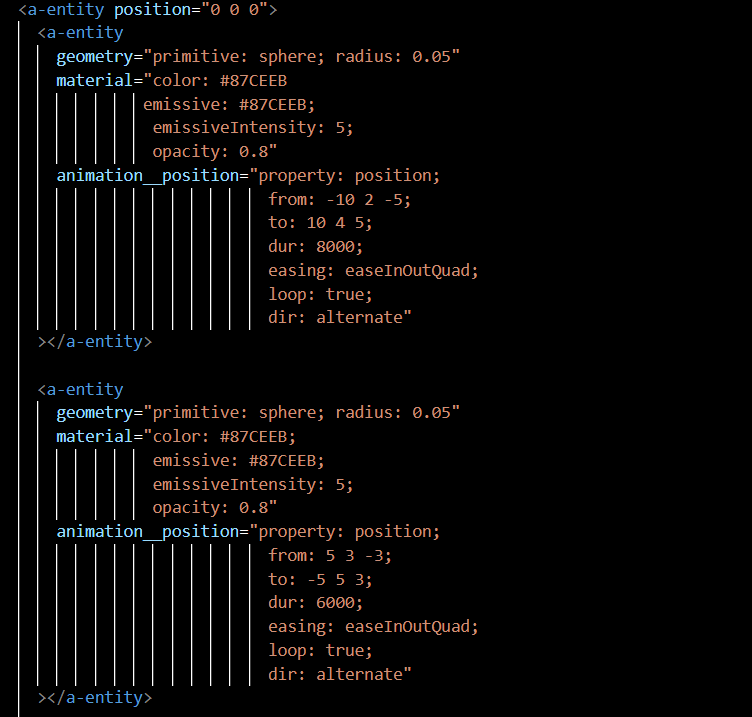 <a-entity position="0 0 0">
<a-entity
geometry="primitive: sphere; radius: 0.05"
material="color: #87CEEB
emissive: #87CEEB;
emissiveIntensity: 5;
opacity: 0.8"
animation__position="property: position;
from: -10 2 -5;
to: 10 4 5;
dur: 8000;
easing: easeInOutQuad;
loop: true;
dir: alternate"
></a-entity>
<a-entity
geometry="primitive: sphere; radius: 0.05"
material="color: #87CEEB;
emissive: #87CEEB;
emissiveIntensity: 5;
opacity: 0.8"
animation__position="property: position;
from: 5 3 -3;
to: -5 5 3;
dur: 6000;
easing: easeInOutQuad;
loop: true;
dir: alternate"
></a-entity>